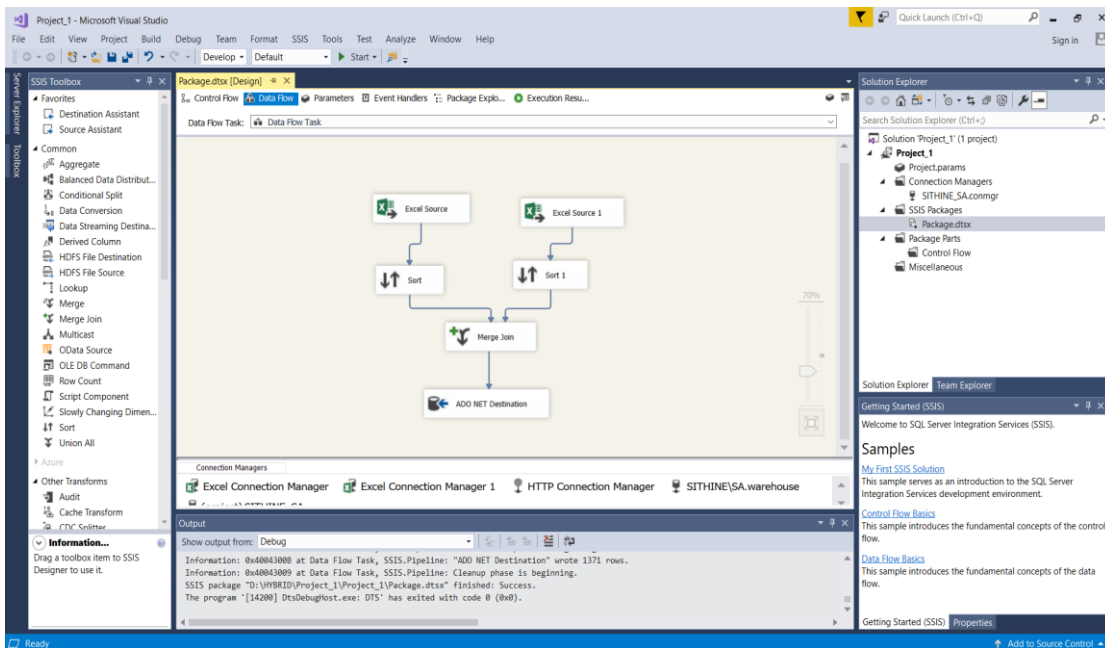 Project_1 - Microsoft Visual Studio
Quick Launch (Ctrl+Q)
File Edit View Project Build Debug Team Format SSIS Tools Test Analyze Window Help
Sign in
Develop Default Start
Server Explorer
Toolbox
SSIS Toolbox
Favorites
Destination Assistant
Source Assistant
Common
Aggregate
Balanced Data Distribut...
Conditional Split
Data Conversion
Data Streaming Destina...
Derived Column
HDFS File Destination
HDFS File Source
Lookup
Merge
Merge Join
Multicast
OData Source
OLE DB Command
Row Count
Script Component
Slowly Changing Dimen...
Sort
Union All
Azure
Other Transforms
Audit
Cache Transform
CDC Splitter
Information...
Drag a toolbox item to SSIS
Designer to use it.
Package.dtsx [Design]
Control Flow Data Flow Parameters Event Handlers Package Explo... Execution Resu...
Data Flow Task: Data Flow Task
Excel Source
Excel Source 1
Sort
Sort 1
Merge Join
ADO NET Destination
70%
Connection Managers
Excel Connection Manager Excel Connection Manager 1 HTTP Connection Manager SITHINE\SA.warehouse
Output
Show output from: Debug
Information: 0x4004300B at Data Flow Task, SSIS.Pipeline: "ADO NET Destination" wrote 1371 rows.
Information: 0x40043009 at Data Flow Task, SSIS.Pipeline: Cleanup phase is beginning.
SSIS package "D:\HYBRID\Project_1\Project_1\Package.dtsx" finished: Success.
The program '[14200] DtsDebugHost.exe: DTS' has exited with code 0 (0x0).
Solution Explorer
Search Solution Explorer (Ctrl+;)
Solution 'Project_1' (1 project)
Project_1
Project.params
Connection Managers
SITHINE_SA.conmgr
SSIS Packages
Package.dtsx
Package Parts
Control Flow
Miscellaneous
Solution Explorer Team Explorer
Getting Started (SSIS)
Welcome to SQL Server Integration Services (SSIS).
Samples
My First SSIS Solution
This sample serves as an introduction to the SQL Server
Integration Services development environment.
Control Flow Basics
This sample introduces the fundamental concepts of the control
flow.
Data Flow Basics
This sample introduces the fundamental concepts of the data
flow.
Getting Started (SSIS) Properties
Ready
Add to Source Control